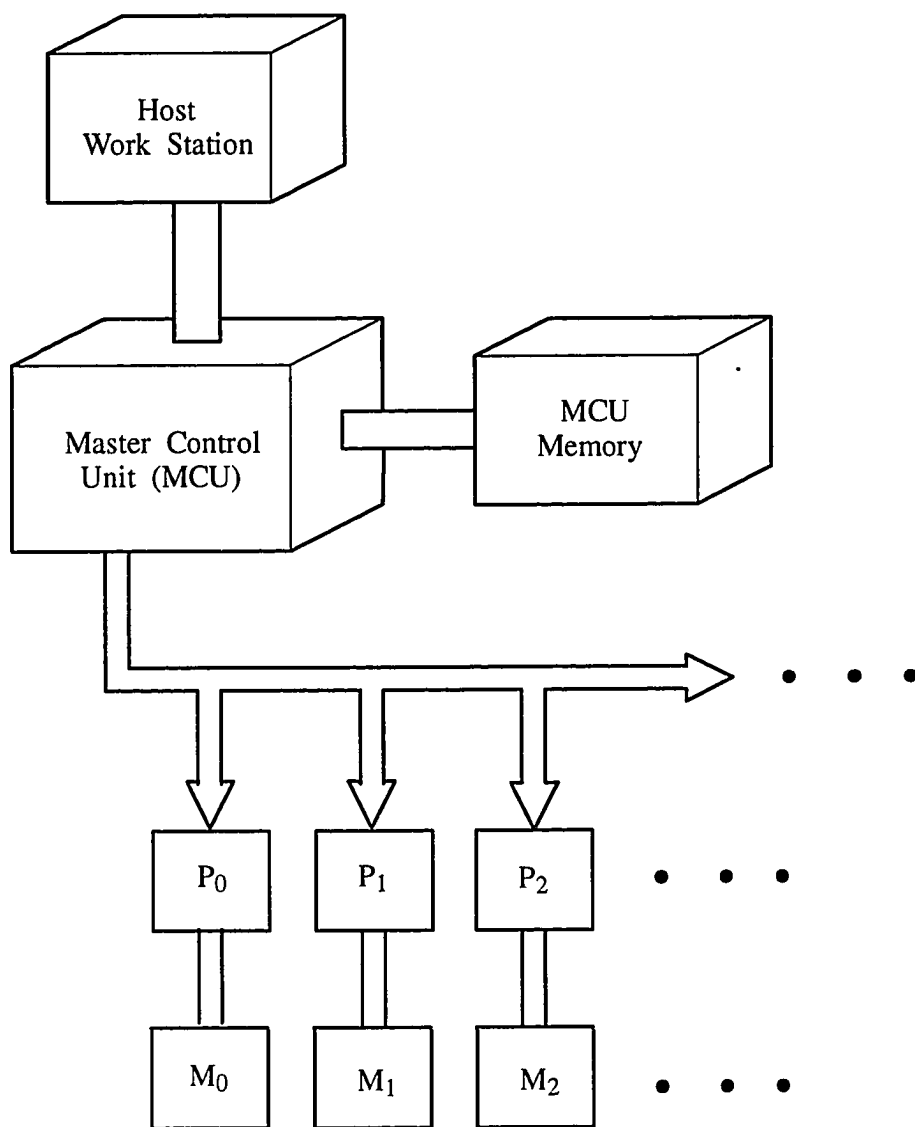 Host
Work Station
Master Control
Unit (MCU)
MCU
Memory
P₀
P₁
P₂
M₀
M₁
M₂